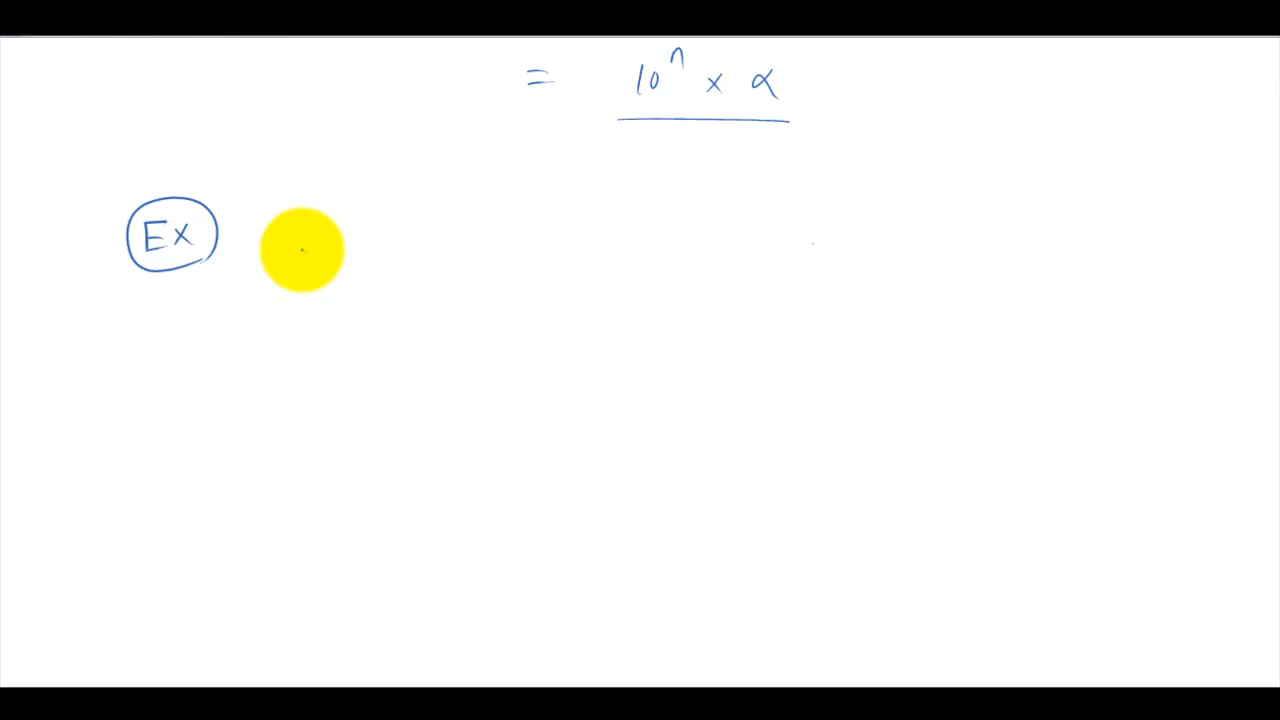 = 10ⁿ × α
Ex